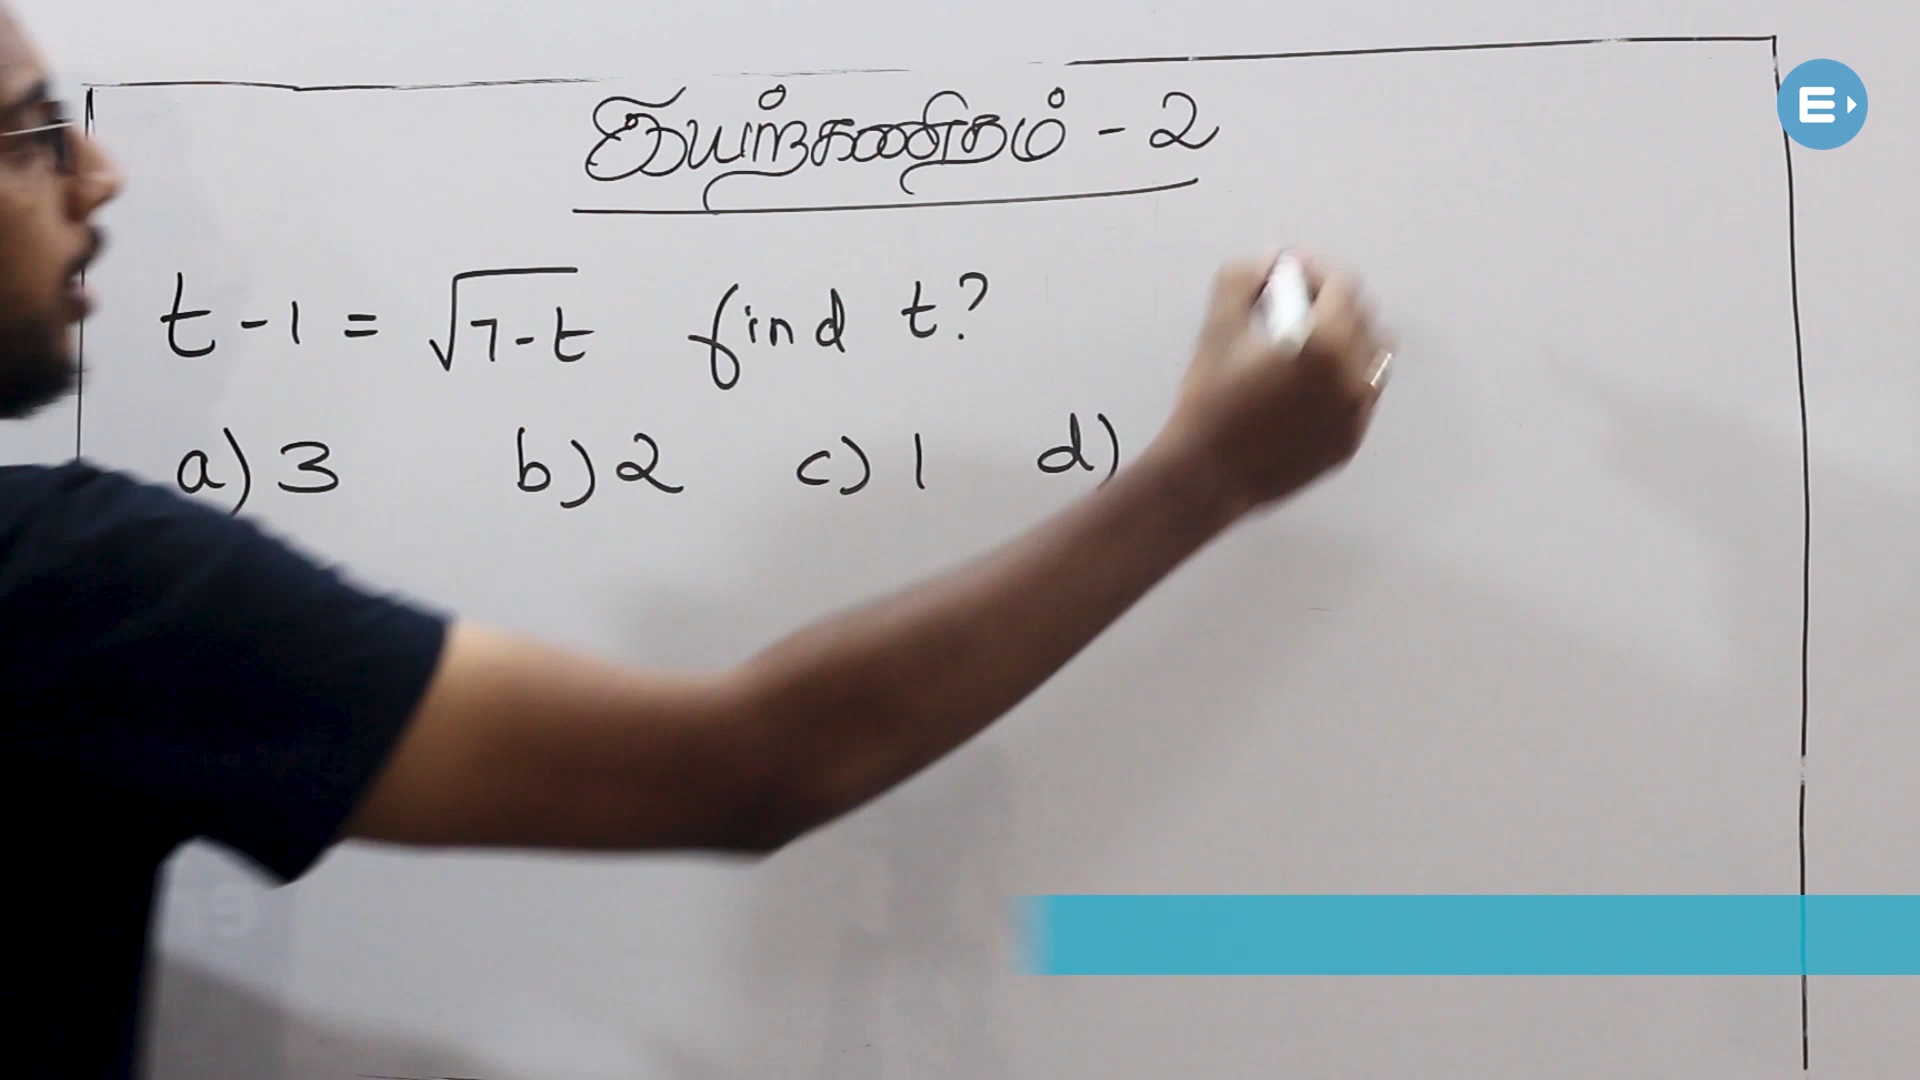 இயற்கணிதம் - 2
t - 1 = √7-t find t?
a) 3 b) 2 c) 1 d)
E